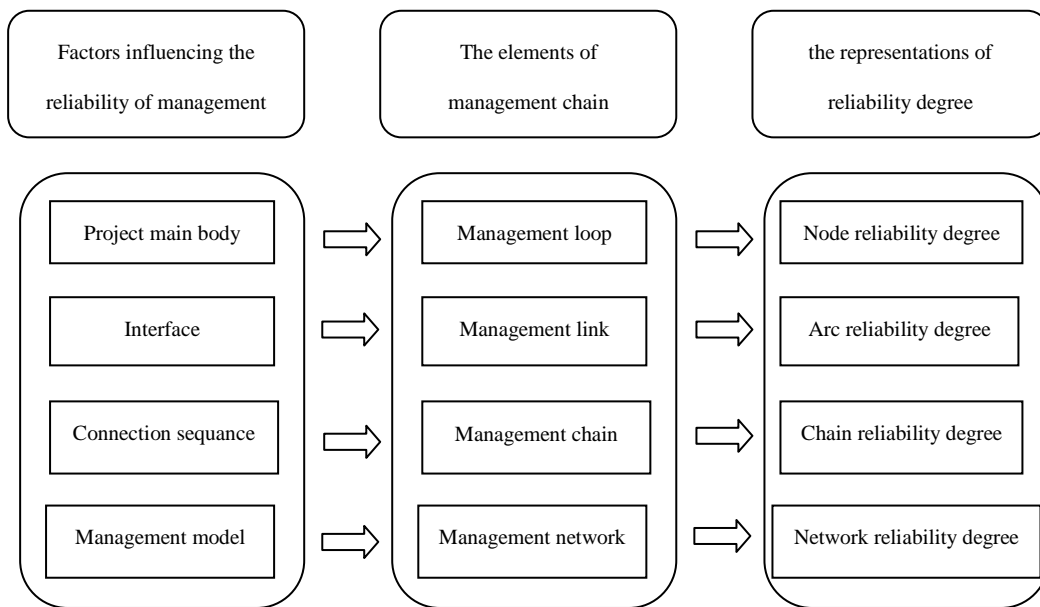 Factors influencing the
reliability of management
The elements of
management chain
the representations of
reliability degree
Project main body
Management loop
Node reliability degree
Interface
Management link
Arc reliability degree
Connection sequance
Management chain
Chain reliability degree
Management model
Management network
Network reliability degree